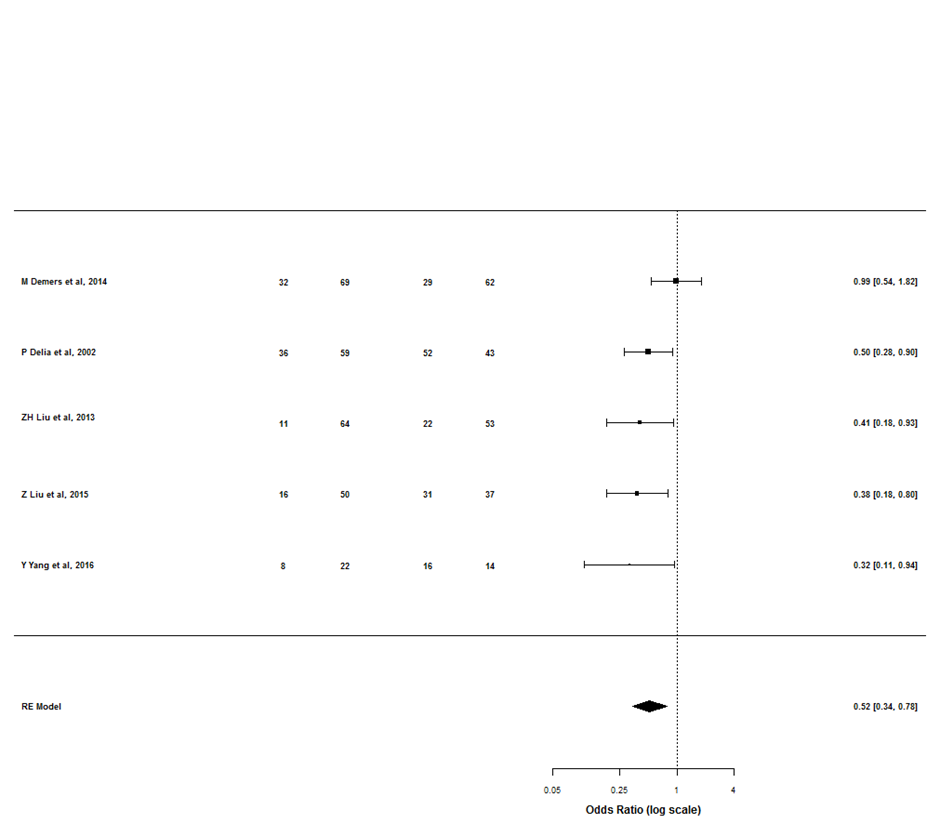 M Demers et al, 2014 32 69 29 62 0.99 [0.54, 1.82]
P Delia et al, 2002 36 59 52 43 0.50 [0.28, 0.90]
ZH Liu et al, 2013 11 64 22 53 0.41 [0.18, 0.93]
Z Liu et al, 2015 16 50 31 37 0.38 [0.18, 0.80]
Y Yang et al, 2016 8 22 16 14 0.32 [0.11, 0.94]
RE Model 0.52 [0.34, 0.78]
0.05 0.25 1 4
Odds Ratio (log scale)